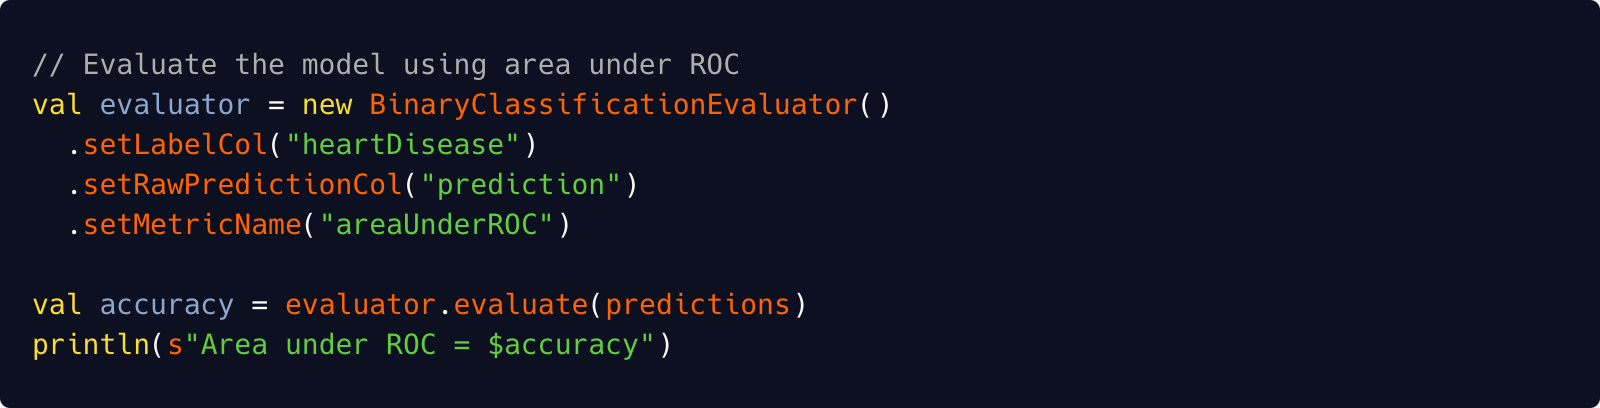 // Evaluate the model using area under ROC
val evaluator = new BinaryClassificationEvaluator()
  .setLabelCol("heartDisease")
  .setRawPredictionCol("prediction")
  .setMetricName("areaUnderROC")

val accuracy = evaluator.evaluate(predictions)
println(s"Area under ROC = $accuracy")